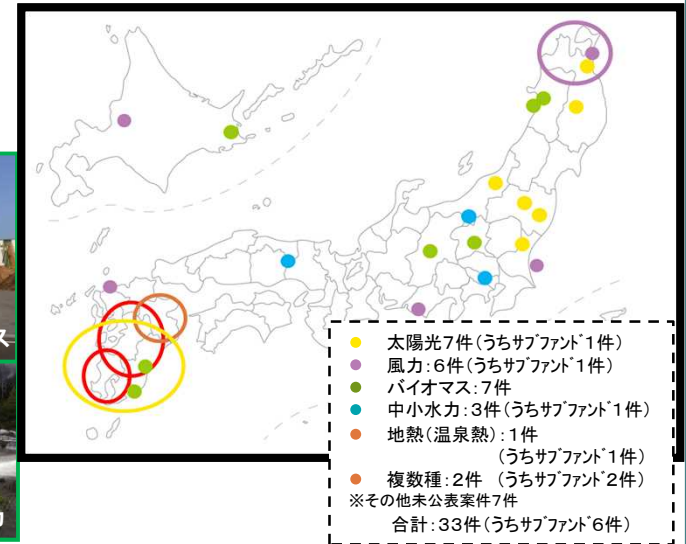 ス
力
太陽光7件(うちサブファンド1件)
風力:6件(うちサブファンド1件)
バイオマス:7件
中小水力:3件(うちサブファンド1件)
地熱(温泉熱):1件
(うちサブファンド1件)
複数種:2件 (うちサブファンド2件)
※その他未公表案件7件
合計:33件(うちサブファンド6件)